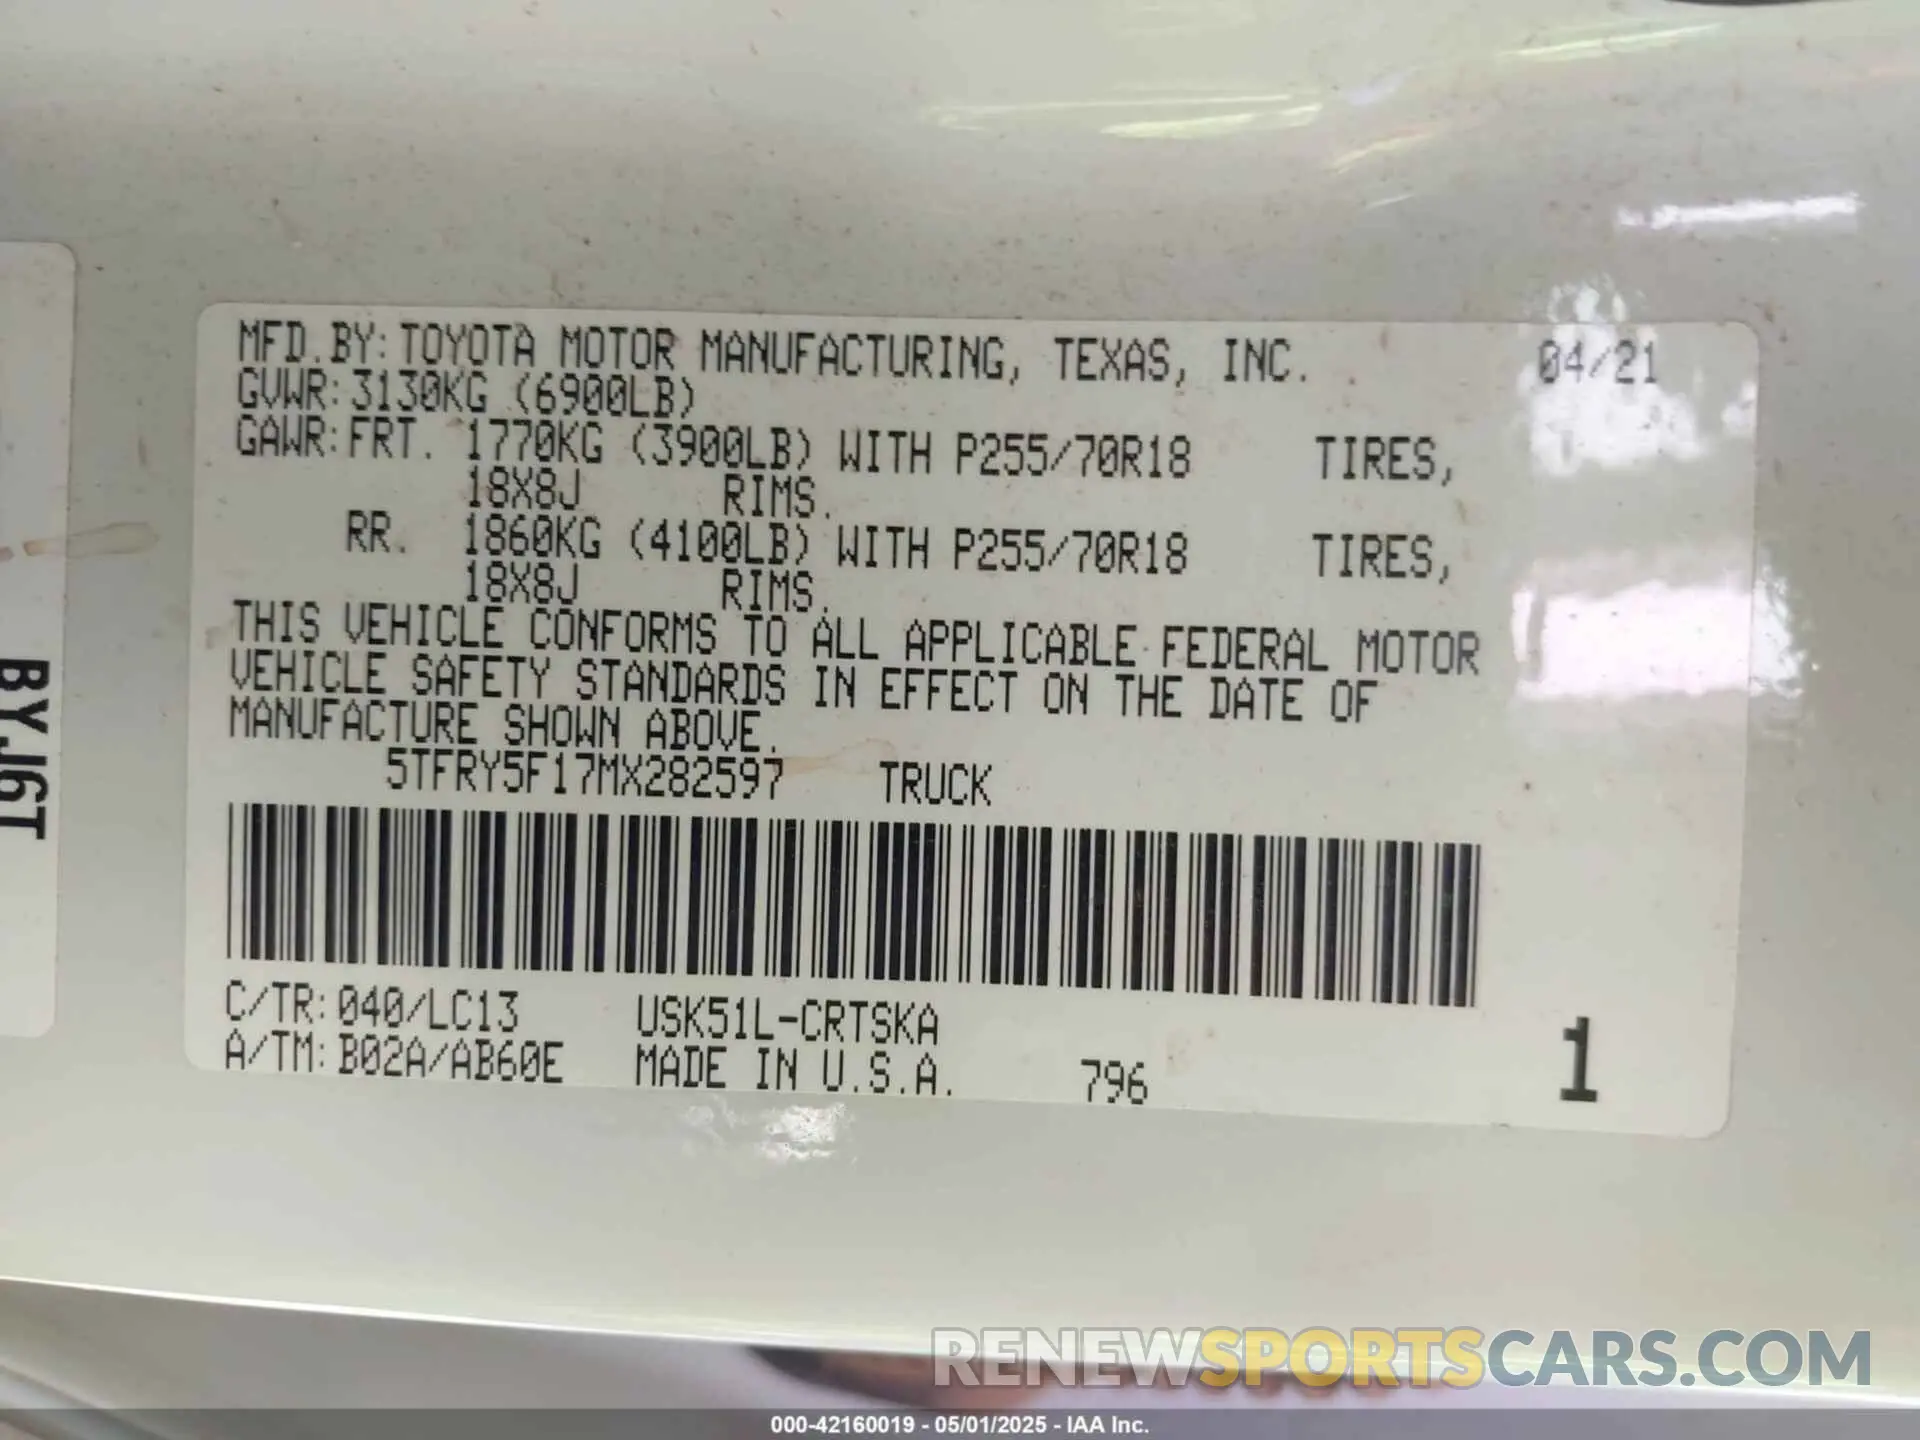 MFD.BY: TOYOTA MOTOR MANUFACTURING, TEXAS, INC. 04/21
GVWR: 3130KG (6900LB)
GAWR: FRT. 1770KG (3900LB) WITH P255/70R18 TIRES,
18X8J RIMS.
RR. 1860KG (4100LB) WITH P255/70R18 TIRES,
18X8J RIMS.
THIS VEHICLE CONFORMS TO ALL APPLICABLE FEDERAL MOTOR
VEHICLE SAFETY STANDARDS IN EFFECT ON THE DATE OF
MANUFACTURE SHOWN ABOVE.
5TFRY5F17MX282597 TRUCK
C/TR: 040/LC13 USK51L-CRTSKA
A/TM: B02A/AB60E MADE IN U.S.A. 796 1
BYJ6T
RENEWSPORTSCARS.COM
000-42160019 - 05/01/2025 - IAA Inc.